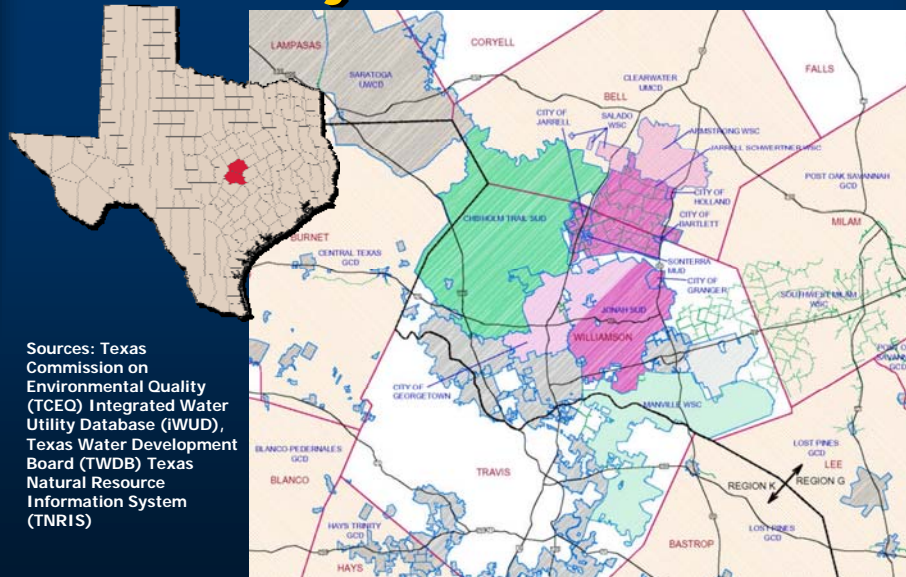 LAMPASAS
CORYELL
FALLS
SARATOGA
UWCD
CLEARWATER
UWCD
BELL
CITY OF
JARRELL
SALADO
WSC
ARMSTRONG WSC
JARRELL SCHWERTNER WSC
POST OAK SAVANNAH
GCD
CITY OF
HOLLAND
CITY OF
BARTLETT
MILAM
CHISHOLM TRAIL SUD
BURNET
CENTRAL TEXAS
GCD
SONTERRA
MUD
CITY OF
GRANGER
SOUTHWEST MILAM
WSC
JONAH SUD
WILLIAMSON
POST O
SAVANN
GCD
Sources: Texas
Commission on
Environmental Quality
(TCEQ) Integrated Water
Utility Database (iWUD),
Texas Water Development
Board (TWDB) Texas
Natural Resource
Information System
(TNRIS)
CITY OF
GEORGETOWN
MANVILLE WSC
BLANCO-PEDERNALES
GCD
BLANCO
TRAVIS
LOST PINES
GCD
LEE
REGION K
REGION G
HAYS TRINITY
GCD
LOST PINES
GCD
BASTROP
HAYS